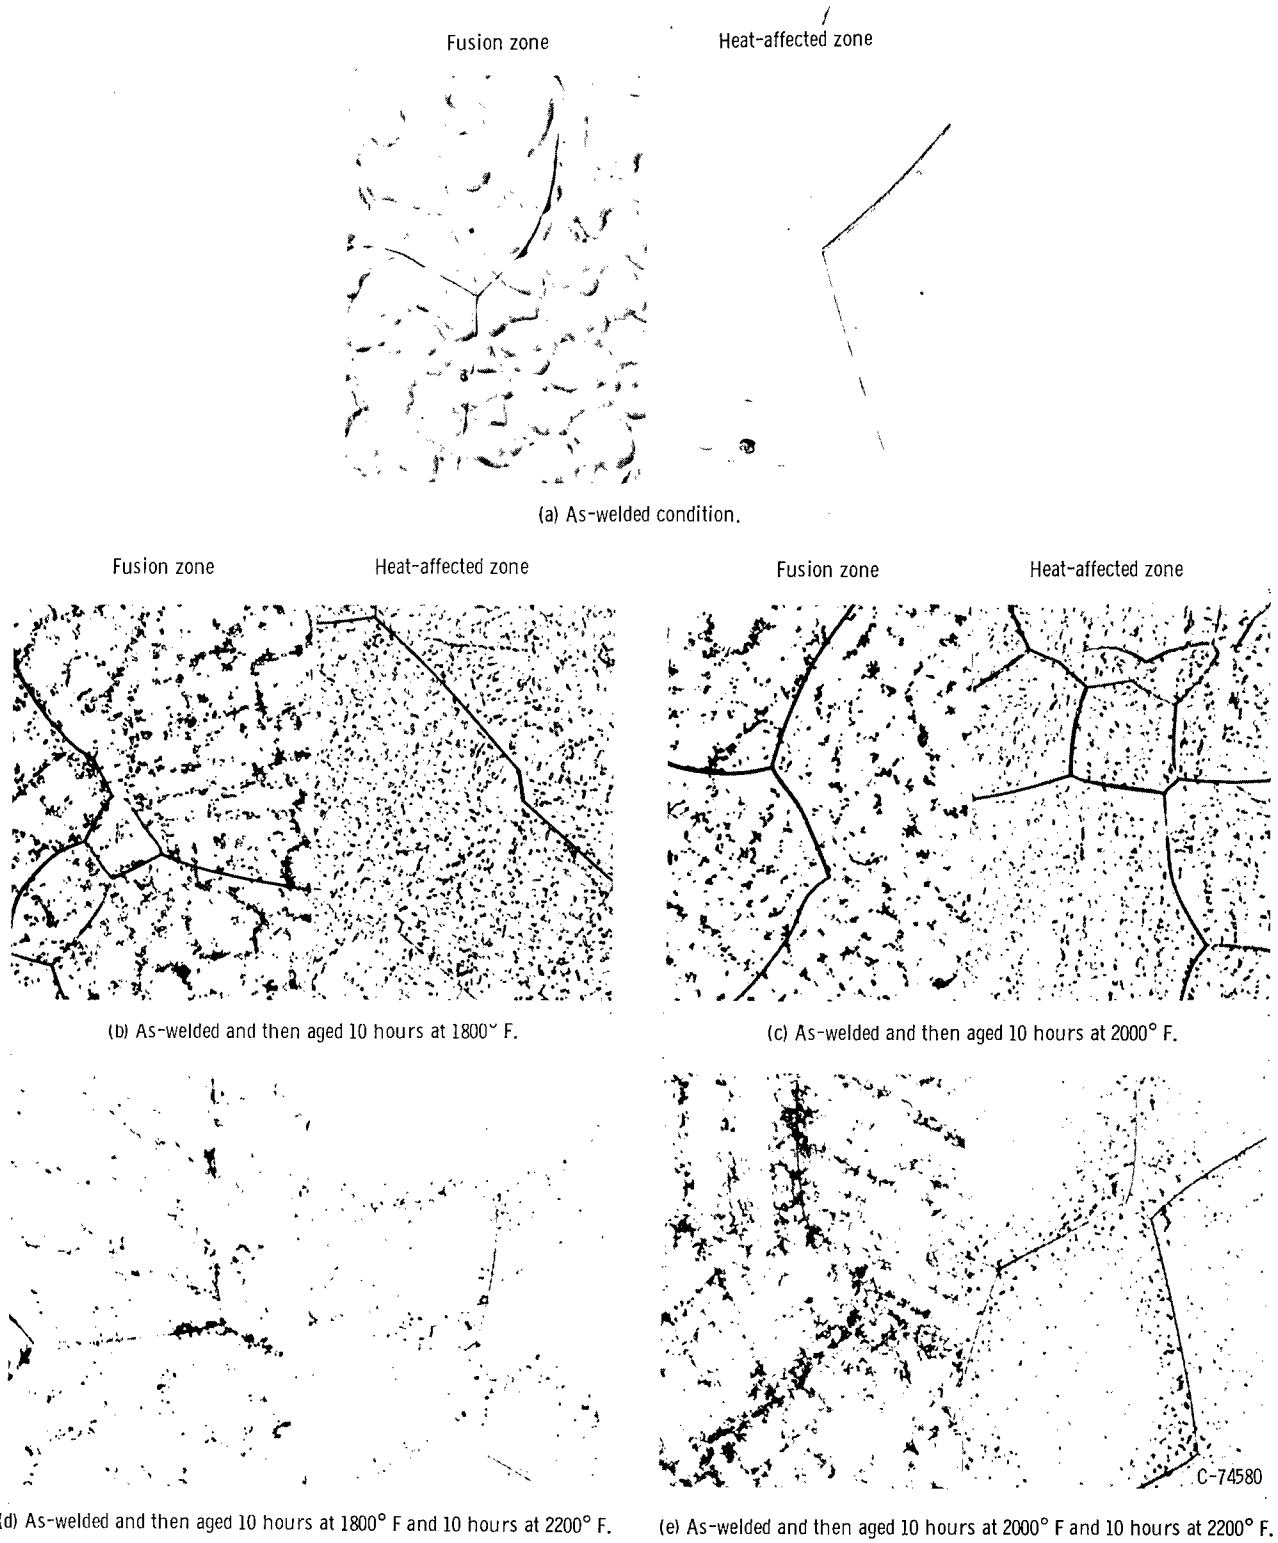 Fusion zone
Heat-affected zone
(a) As-welded condition.
Fusion zone
Heat-affected zone
Fusion zone
Heat-affected zone
(b) As-welded and then aged 10 hours at 1800° F.
(c) As-welded and then aged 10 hours at 2000° F.
C-74580
(d) As-welded and then aged 10 hours at 1800° F and 10 hours at 2200° F.
(e) As-welded and then aged 10 hours at 2000° F and 10 hours at 2200° F.